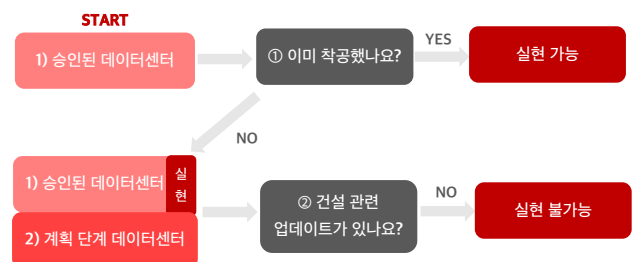 START
1) 승인된 데이터센터
① 이미 착공했나요?
YES
실현 가능
NO
1) 승인된 데이터센터
실
현
2) 계획 단계 데이터센터
② 건설 관련
업데이트가 있나요?
NO
실현 불가능